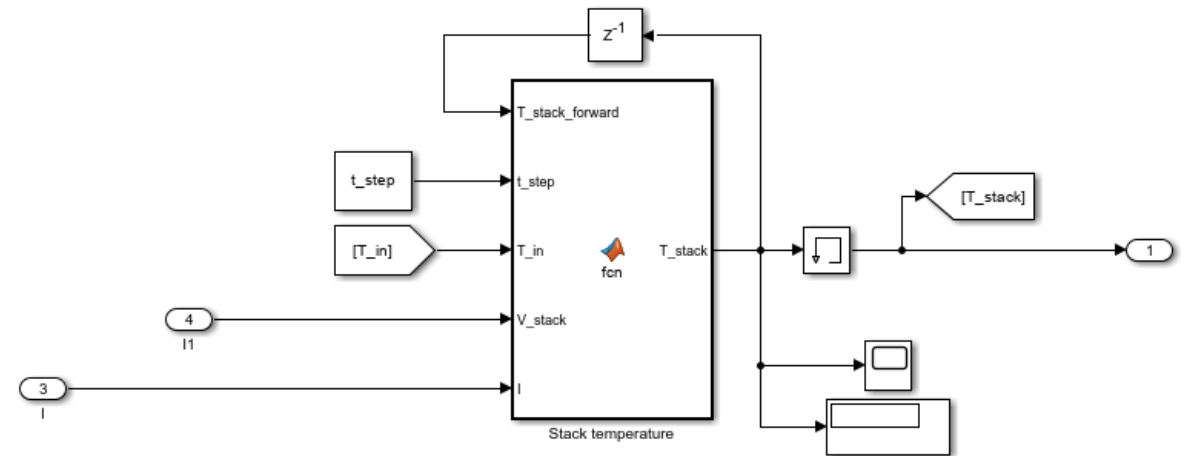 Z-1
T_stack_forward
t_step
t_step
[T_in]
T_in
fcn
T_stack
[T_stack]
1
4
I1
V_stack
3
I
I
Stack temperature